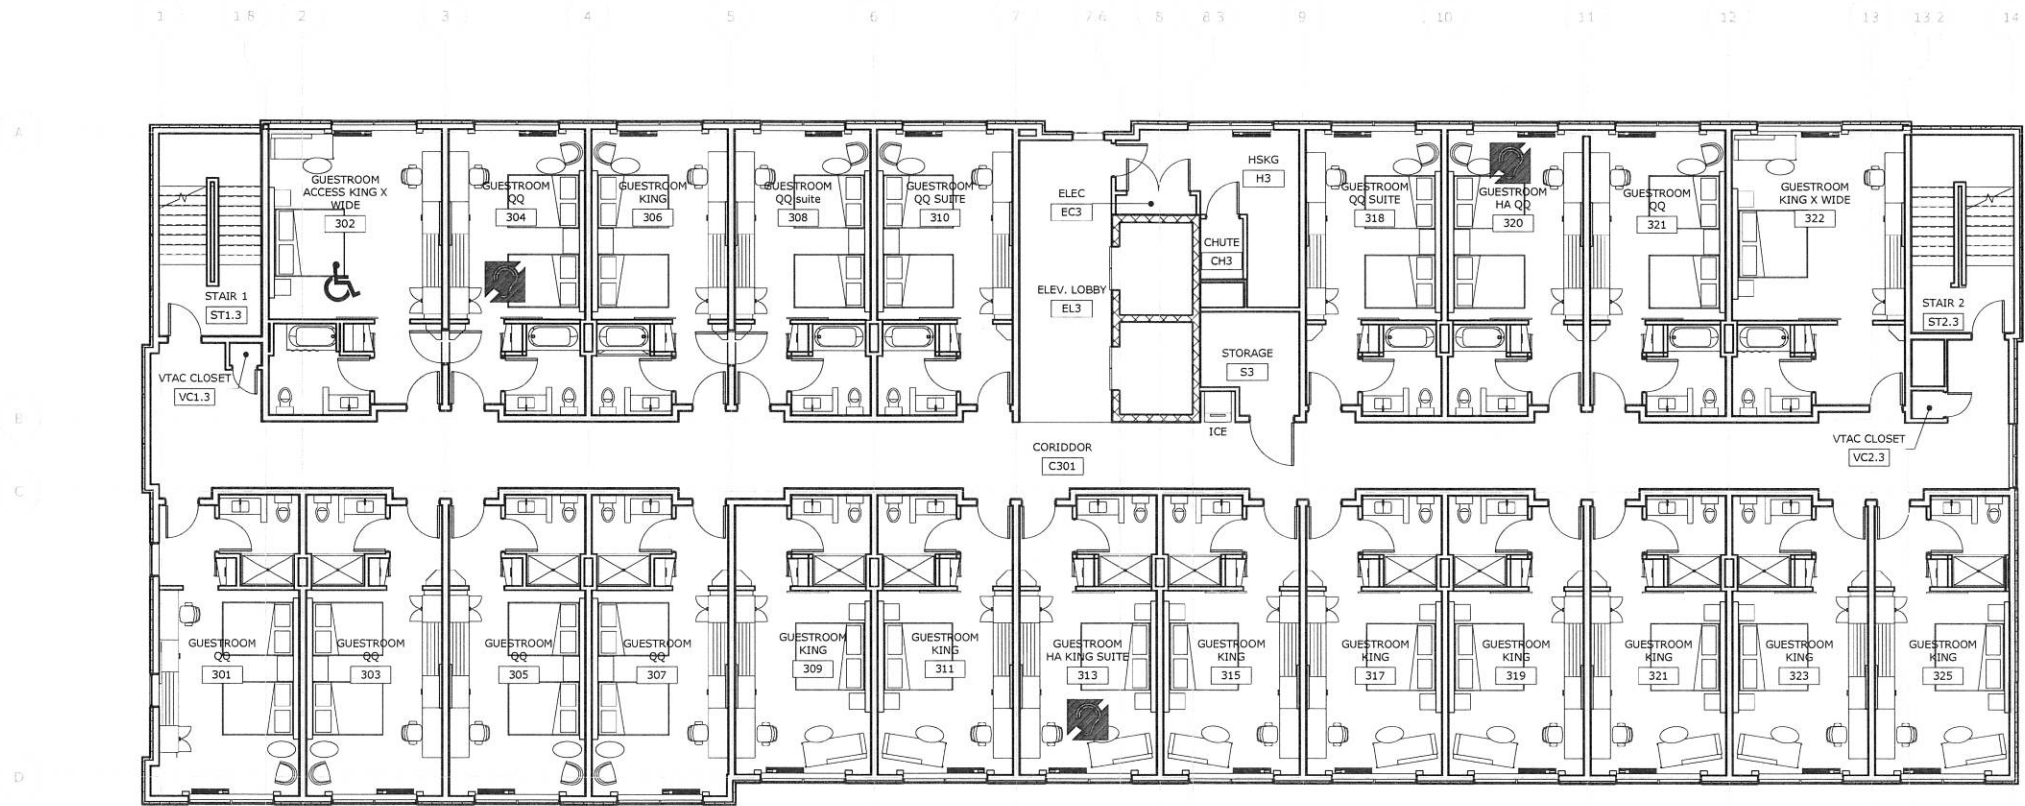 1 1.8 2 3 4 5 6 7 7.6 8 8.3 9 10 11 12 13 13.2 14
A
B
C
D
GUESTROOM
ACCESS KING X
WIDE
302
GUESTROOM
QQ
304
GUESTROOM
KING
306
GUESTROOM
QQ suite
308
GUESTROOM
QQ SUITE
310
ELEC
EC3
HSKG
H3
CHUTE
CH3
ELEV. LOBBY
EL3
STORAGE
S3
ICE
GUESTROOM
QQ SUITE
318
GUESTROOM
HA QQ
320
GUESTROOM
QQ
321
GUESTROOM
KING X WIDE
322
STAIR 1
ST1.3
STAIR 2
ST2.3
VTAC CLOSET
VC1.3
CORIDDOR
C301
VTAC CLOSET
VC2.3
GUESTROOM
QQ
301
GUESTROOM
QQ
303
GUESTROOM
QQ
305
GUESTROOM
QQ
307
GUESTROOM
KING
309
GUESTROOM
KING
311
GUESTROOM
HA KING SUITE
313
GUESTROOM
KING
315
GUESTROOM
KING
317
GUESTROOM
KING
319
GUESTROOM
KING
321
GUESTROOM
KING
323
GUESTROOM
KING
325